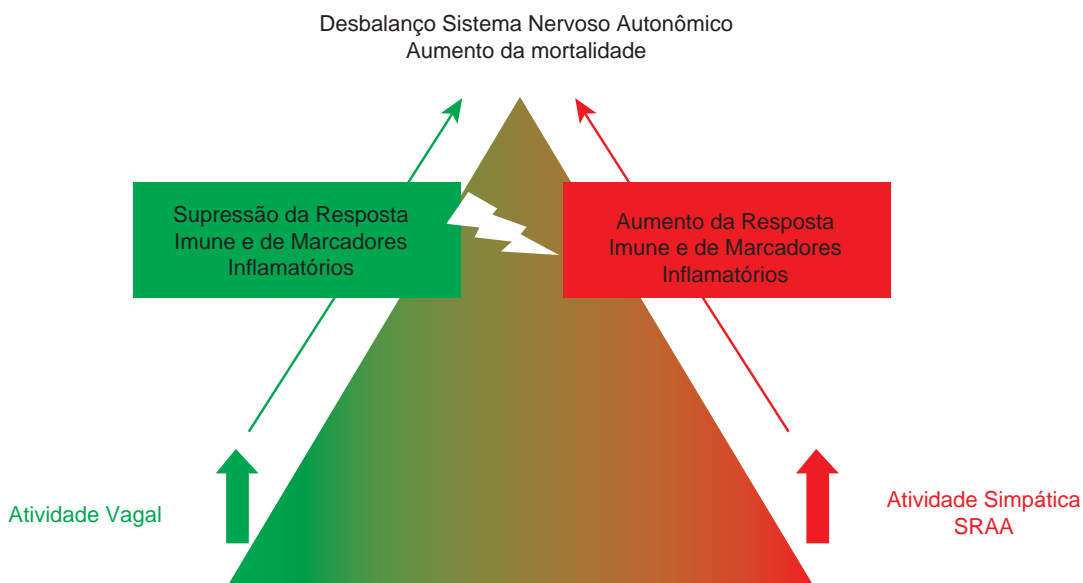 Desbalanço Sistema Nervoso Autonômico
Aumento da mortalidade
Supressão da Resposta
Imune e de Marcadores
Inflamatórios
Aumento da Resposta
Imune e de Marcadores
Inflamatórios
Atividade Vagal
Atividade Simpática
SRAA